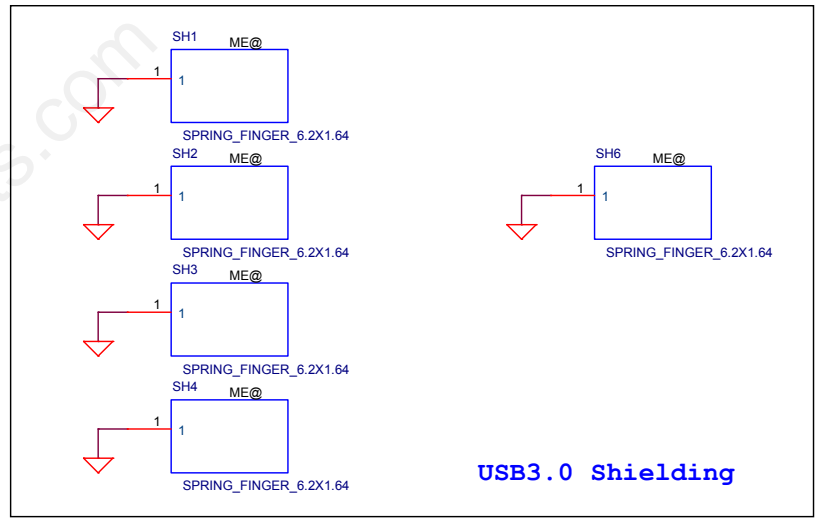 SH1 ME@
1 1
SPRING_FINGER_6.2X1.64
SH2 ME@
1 1
SPRING_FINGER_6.2X1.64
SH3 ME@
1 1
SPRING_FINGER_6.2X1.64
SH4 ME@
1 1
SPRING_FINGER_6.2X1.64
SH6 ME@
1 1
SPRING_FINGER_6.2X1.64
USB3.0 Shielding
s.com